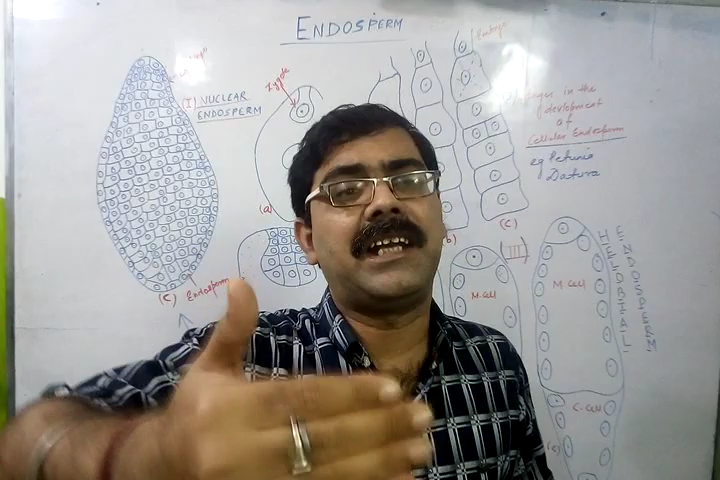 ENDOSPERM
(I) NUCLEAR
ENDOSPERM
Zygote
Embryo
(a)
in the
development
of
Cellular Endosperm
eg Petunia
Datura
(C)
b)
(C) Endosperm
M-Cell
III
M-Cell
C-Cell
(c)
HELOBIAL
ENDOSPERM